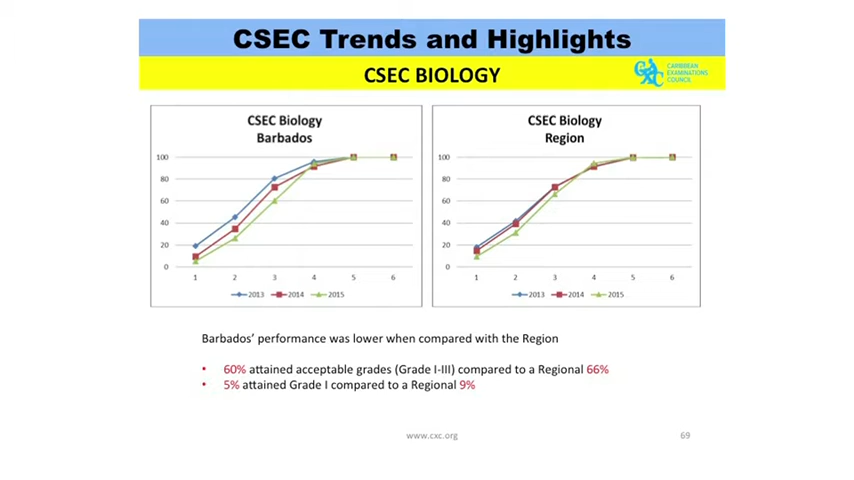 CSEC Trends and Highlights
CSEC BIOLOGY
CXC
CARIBBEAN
EXAMINATIONS
COUNCIL
CSEC Biology
Barbados
100
80
60
40
20
0
1 2 3 4 5 6
2013 2014 2015
CSEC Biology
Region
100
80
60
40
20
0
1 2 3 4 5 6
2013 2014 2015
Barbados' performance was lower when compared with the Region
• 60% attained acceptable grades (Grade I-III) compared to a Regional 66%
• 5% attained Grade I compared to a Regional 9%
www.cxc.org
69